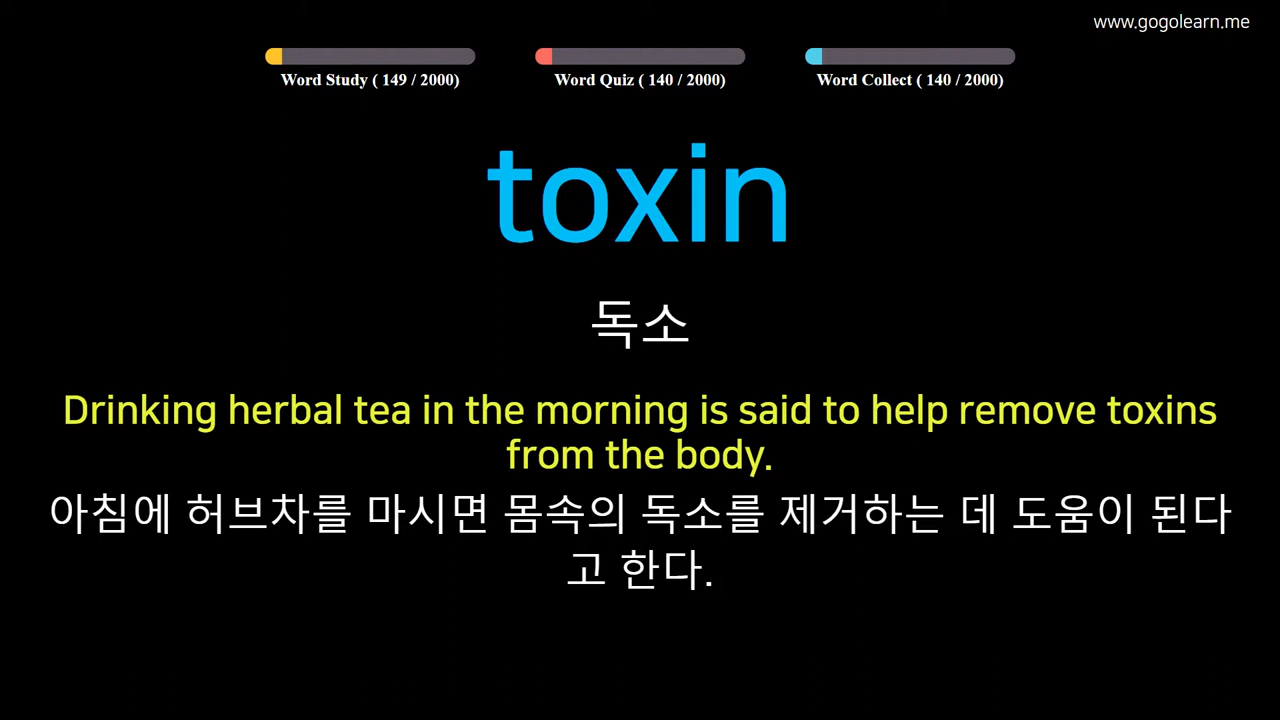 www.gogolearn.me
Word Study ( 149 / 2000)
Word Quiz ( 140 / 2000)
Word Collect ( 140 / 2000)
toxin
독소
Drinking herbal tea in the morning is said to help remove toxins
from the body.
아침에 허브차를 마시면 몸속의 독소를 제거하는 데 도움이 된다
고 한다.